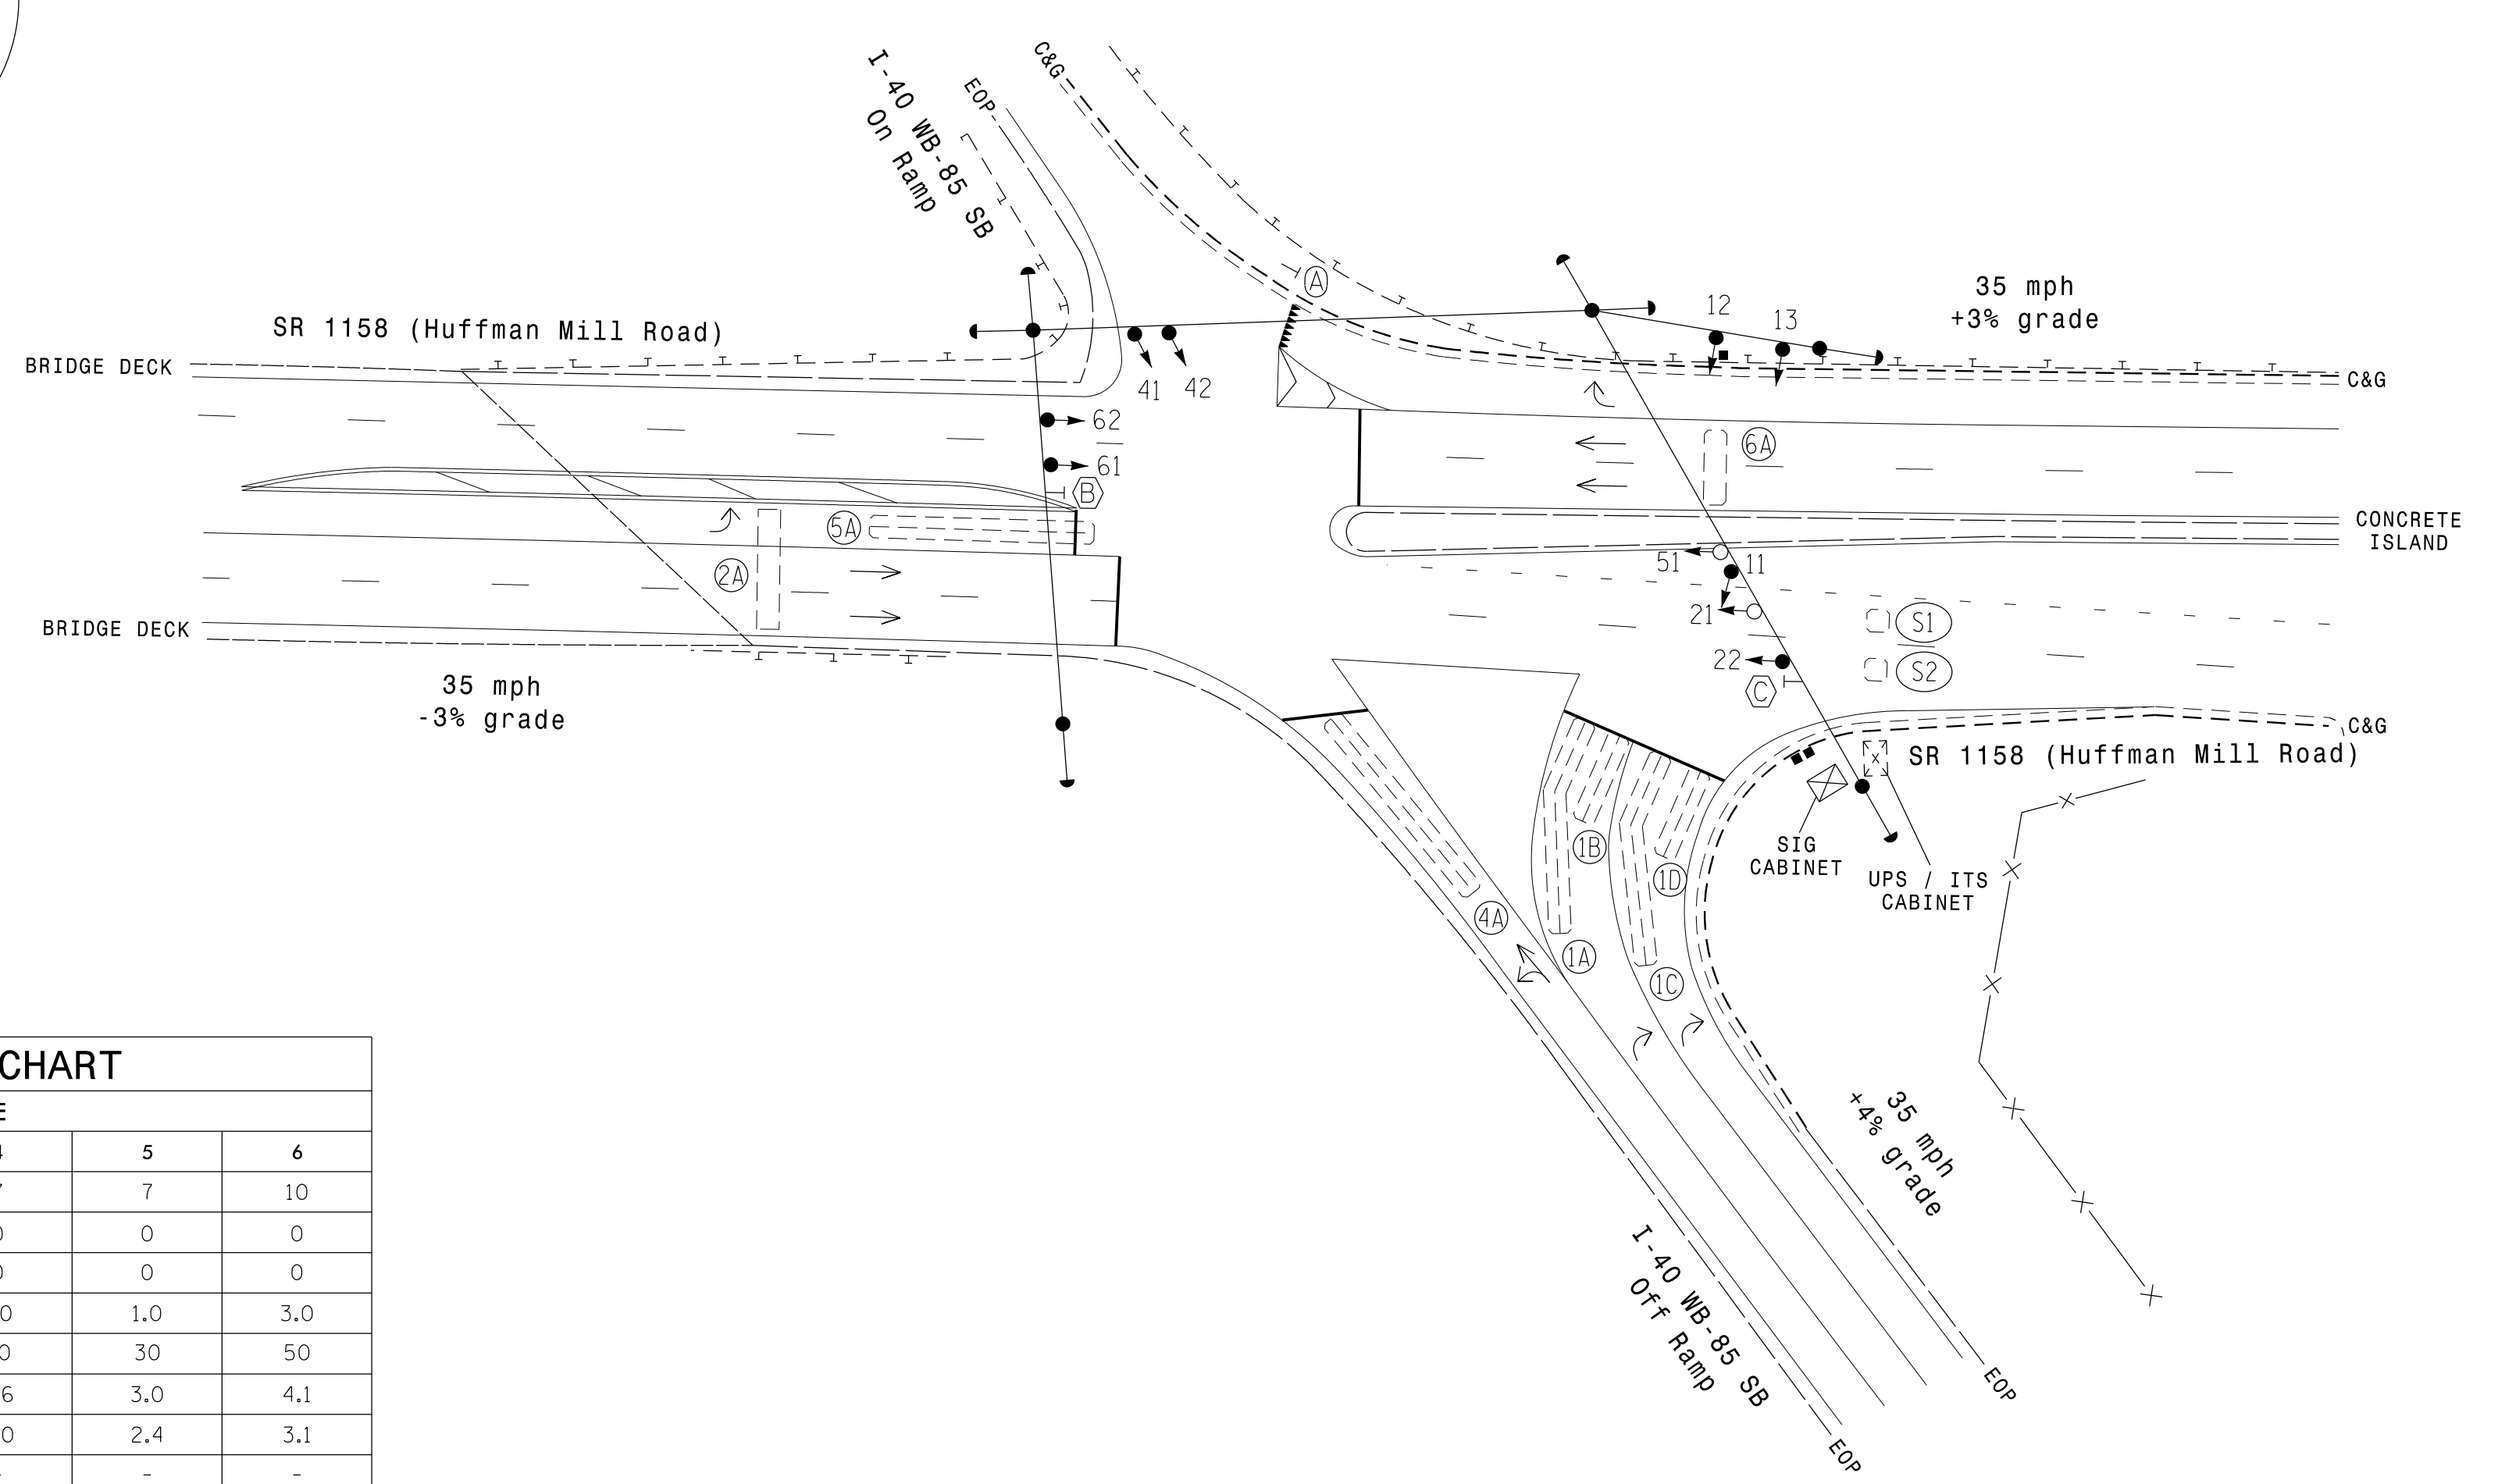 C&G
EOP
I-40 WB-85 SB
On Ramp
A
35 mph
+3% grade
12
13
SR 1158 (Huffman Mill Road)
BRIDGE DECK
41
42
C&G
62
61
B
6A
5A
2A
CONCRETE
ISLAND
51
11
21
22
C
S1
S2
BRIDGE DECK
35 mph
-3% grade
C&G
SR 1158 (Huffman Mill Road)
SIG
CABINET
UPS / ITS
CABINET
1B
1D
4A
1A
1C
35 mph
+4% grade
I-40 WB-85 SB
Off Ramp
EOP
EOP
CHART
5 6
7 10
0 0
0 0
0 1.0 3.0
0 30 50
6 3.0 4.1
0 2.4 3.1
- -